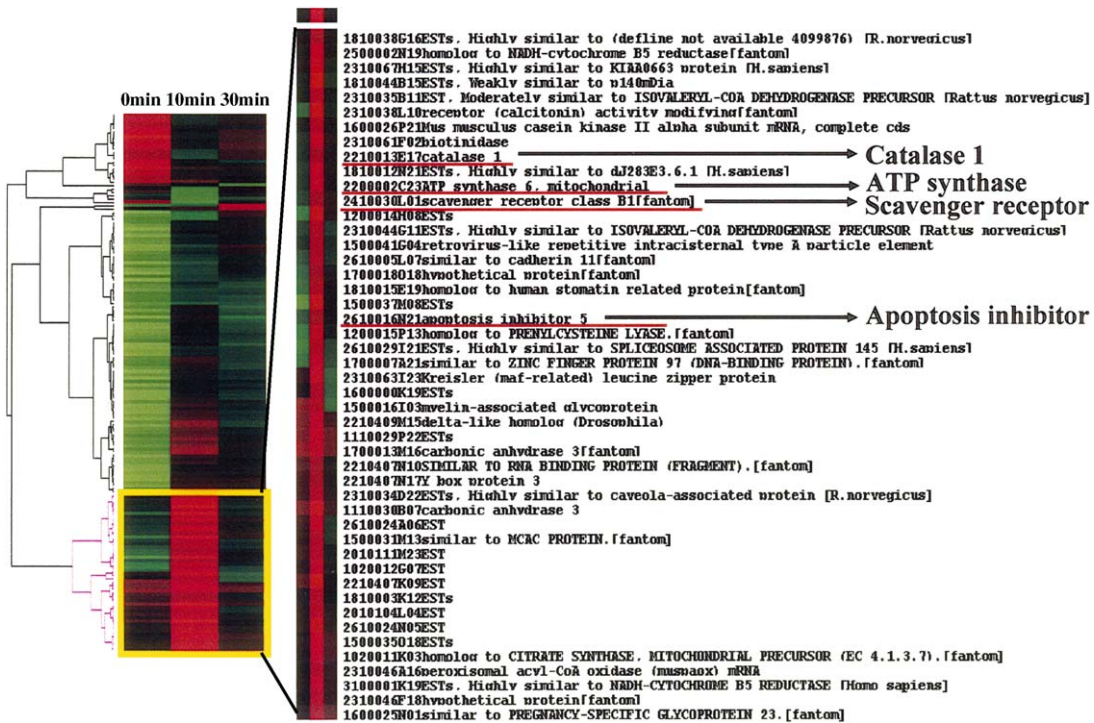 0min 10min 30min
1810038G16ESTs, Highly similar to (defline not available 4099876) [R.norvegicus]
2500002N19homolog to NADH-cytochrome B5 reductase[fantom]
2310067H15ESTs, Highly similar to KIAA0663 protein [H.sapiens]
1810044B15ESTs, Weakly similar to p140mDia
2310035B11EST, Moderately similar to ISOVALERYL-COA DEHYDROGENASE PRECURSOR [Rattus norvegicus]
2310038L10receptor (calcitonin) activity modifying[fantom]
1600026P21Mus musculus casein kinase II alpha subunit mRNA, complete cds
2310061F02biotinidase
2210013E17catalase 1
Catalase 1
1810012N21ESTs, Highly similar to dJ283E3.6.1 [H.sapiens]
2200002C23ATP synthase 6, mitochondrial
ATP synthase
2410030L01scavenger receptor class B1[fantom]
Scavenger receptor
1200014H08ESTs
2310044G11ESTs, Highly similar to ISOVALERYL-COA DEHYDROGENASE PRECURSOR [Rattus norvegicus]
1500041G04retrovirus-like repetitive intracisternal type A particle element
2610005L07similar to cadherin 11[fantom]
1700018O18hypothetical protein[fantom]
1810015E19homolog to human stomatin related protein[fantom]
1500037M08ESTs
2610016N21apoptosis inhibitor 5
Apoptosis inhibitor
1200015P13homolog to PRENYLCYSTEINE LYASE.[fantom]
2610029I21ESTs, Highly similar to SPLICEOSOME ASSOCIATED PROTEIN 145 [H.sapiens]
1700007A21similar to ZINC FINGER PROTEIN 97 (DNA-BINDING PROTEIN).[fantom]
2310063I23Kreisler (maf-related) leucine zipper protein
1600000K19ESTs
1500016I03myelin-associated glycoprotein
2210409M15delta-like homolog (Drosophila)
1110029P22ESTs
1700013M16carbonic anhydrase 3[fantom]
2210407N10SIMILAR TO RNA BINDING PROTEIN (FRAGMENT).[fantom]
2210407N17Y box protein 3
2310034D22ESTs, Highly similar to caveola-associated protein [R.norvegicus]
1110030B07carbonic anhydrase 3
2610024A06EST
1500031M13similar to MCAC PROTEIN.[fantom]
2010111M23EST
1020012G07EST
2210407K09EST
1810003K12ESTs
2010104L04EST
2610024N05EST
1500035O18ESTs
1020011K03homolog to CITRATE SYNTHASE, MITOCHONDRIAL PRECURSOR (EC 4.1.3.7).[fantom]
2310046A16peroxisomal acyl-CoA oxidase (muspaox) mRNA
3100001K19ESTs, Highly similar to NADH-CYTOCHROME B5 REDUCTASE [Homo sapiens]
2310046F18hypothetical protein[fantom]
1600025N01similar to PREGNANCY-SPECIFIC GLYCOPROTEIN 23.[fantom]